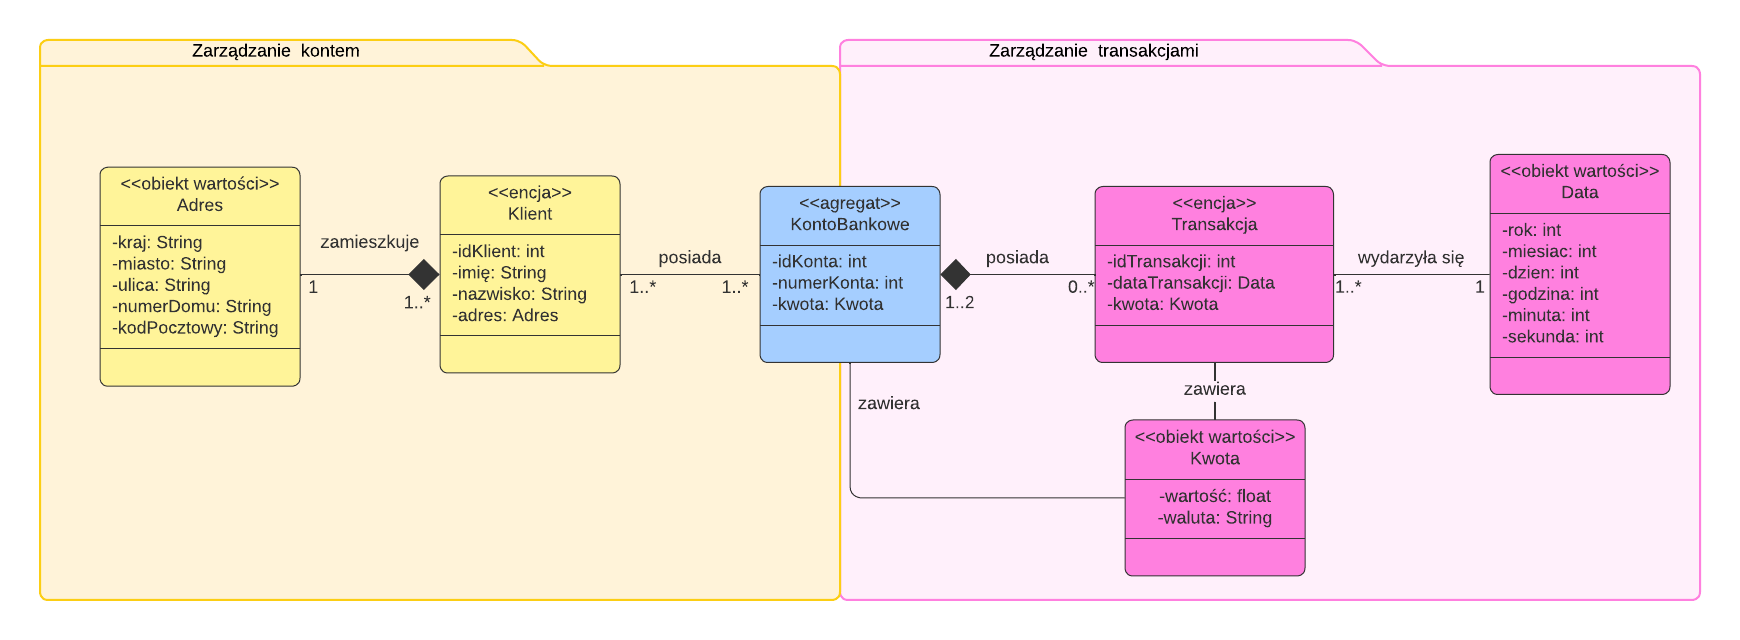 Zarządzanie kontem
Zarządzanie transakcjami
<<obiekt wartości>>
Adres
-kraj: String
-miasto: String
-ulica: String
-numerDomu: String
-kodPocztowy: String
zamieszkuje
1
1..*
<<encja>>
Klient
-idKlient: int
-imię: String
-nazwisko: String
-adres: Adres
posiada
1..*
1..*
<<agregat>>
KontoBankowe
-idKonta: int
-numerKonta: int
-kwota: Kwota
posiada
1..2
0..*
<<encja>>
Transakcja
-idTransakcji: int
-dataTransakcji: Data
-kwota: Kwota
wydarzyła się
1..*
1
<<obiekt wartości>>
Data
-rok: int
-miesiac: int
-dzien: int
-godzina: int
-minuta: int
-sekunda: int
zawiera
zawiera
<<obiekt wartości>>
Kwota
-wartość: float
-waluta: String